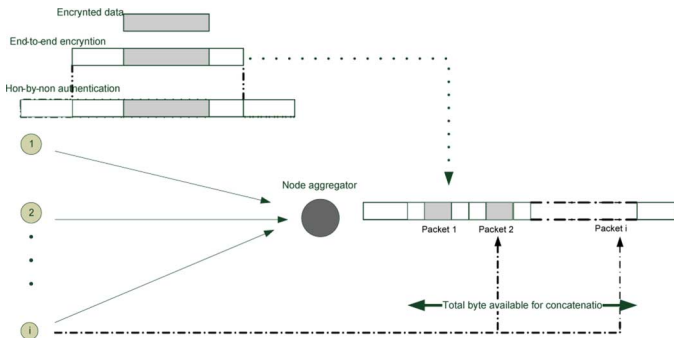 Encrynted data
End-to-end encryntion
Hon-by-non authentication
1
Node aggregator
2
Packet 1 Packet 2 Packet i
Total byte available for concatenatio
i